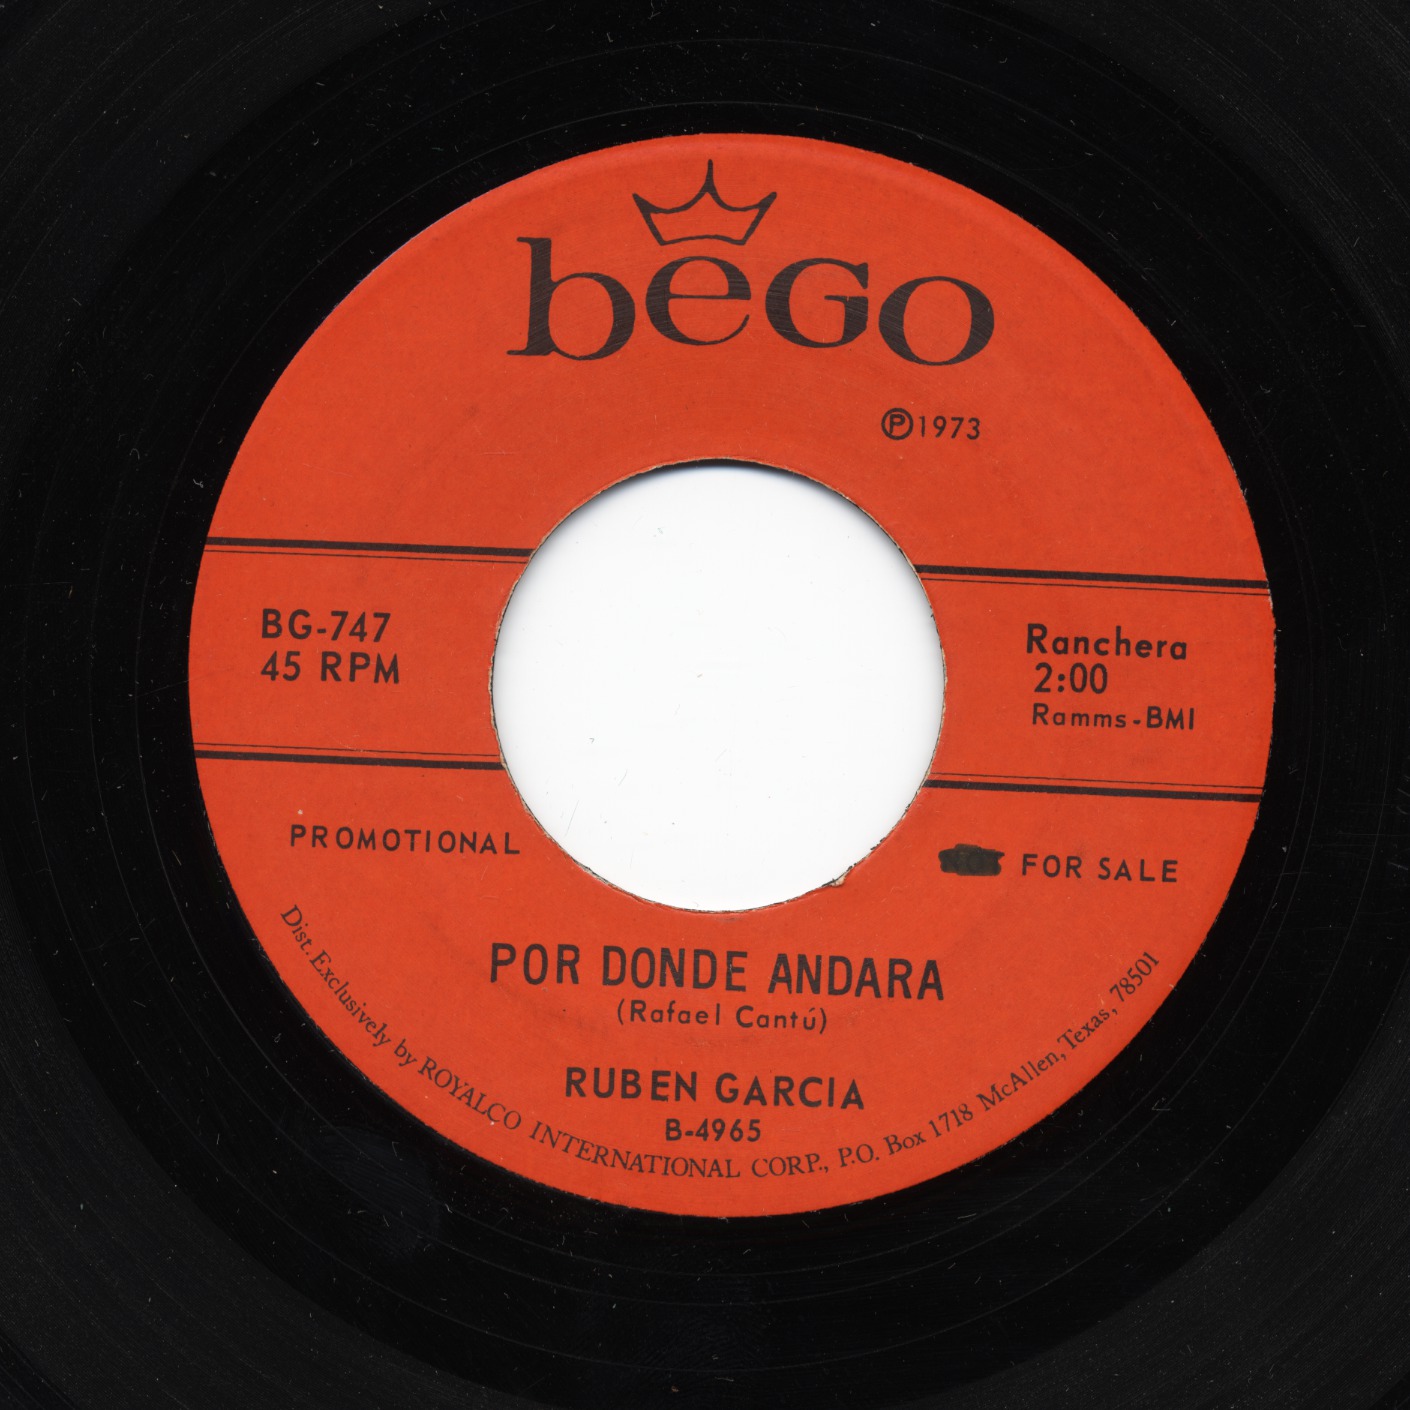 beGO
℗1973
BG-747
45 RPM
Ranchera
2:00
Ramms-BMI
PROMOTIONAL
FOR SALE
POR DONDE ANDARA
(Rafael Cantú)
RUBEN GARCIA
B-4965
Dist. Exclusively by ROYALCO INTERNATIONAL CORP., P.O. Box 1718 McAllen, Texas, 78501